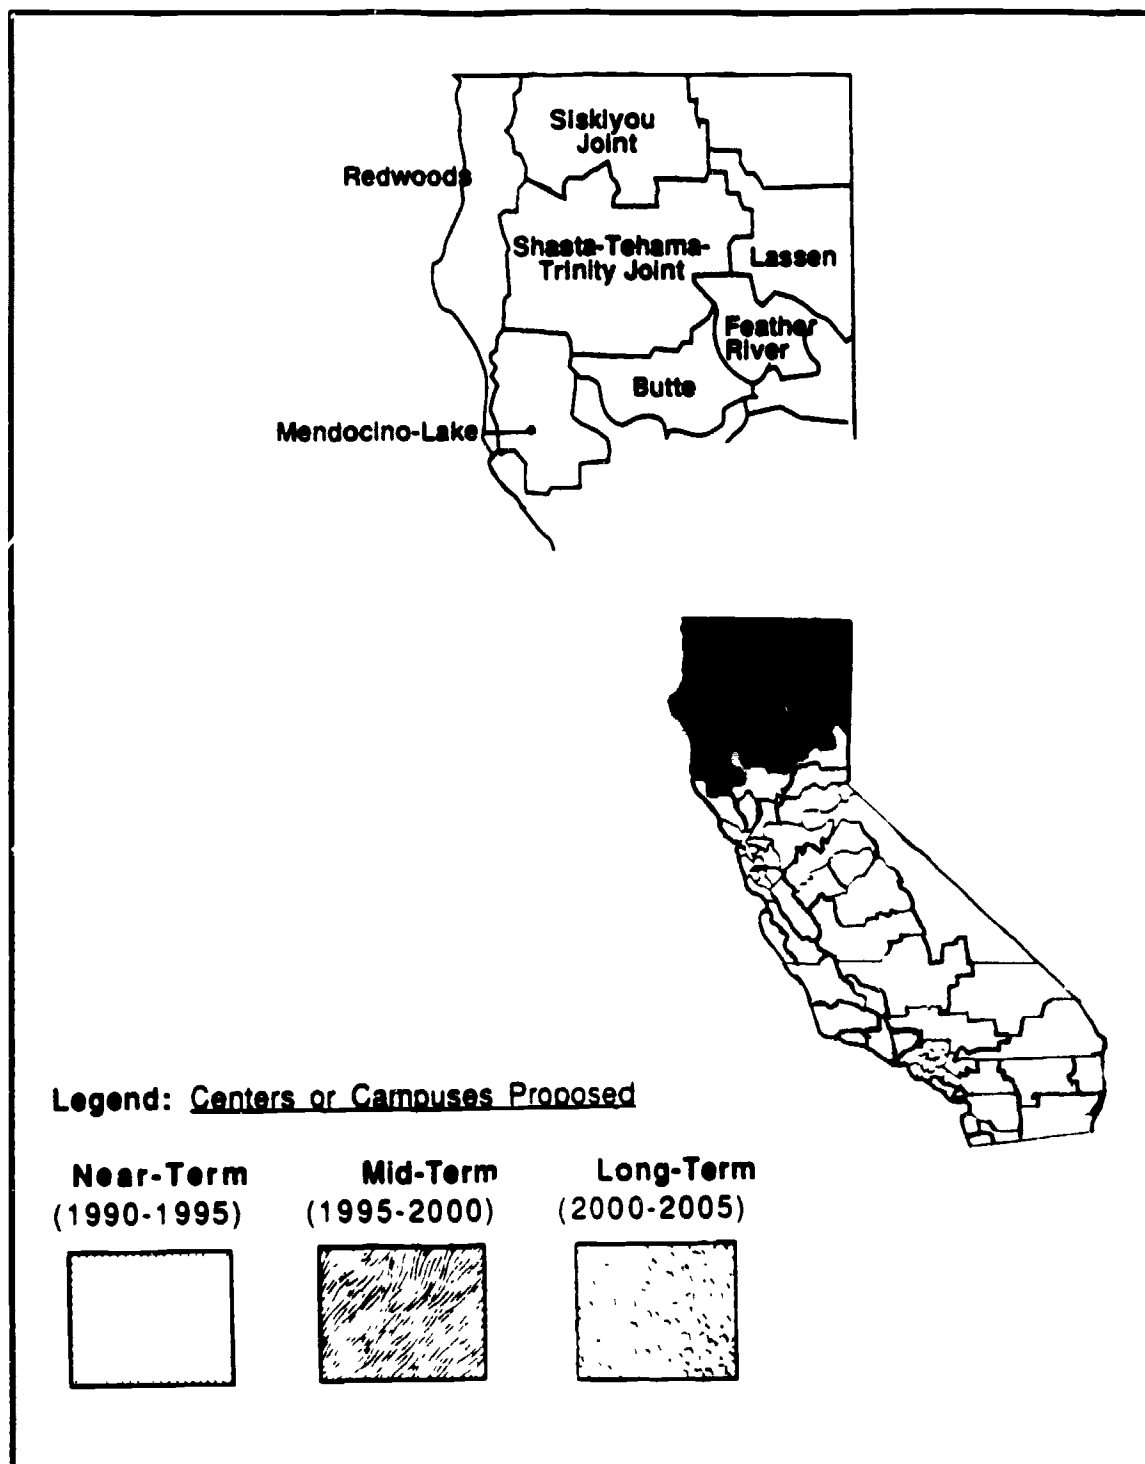 Siskiyou
Joint
Redwoods
Shasta-Tehama-
Trinity Joint
Lassen
Feather
River
Butte
Mendocino-Lake
Legend: Centers or Campuses Proposed
Near-Term
(1990-1995)
Mid-Term
(1995-2000)
Long-Term
(2000-2005)